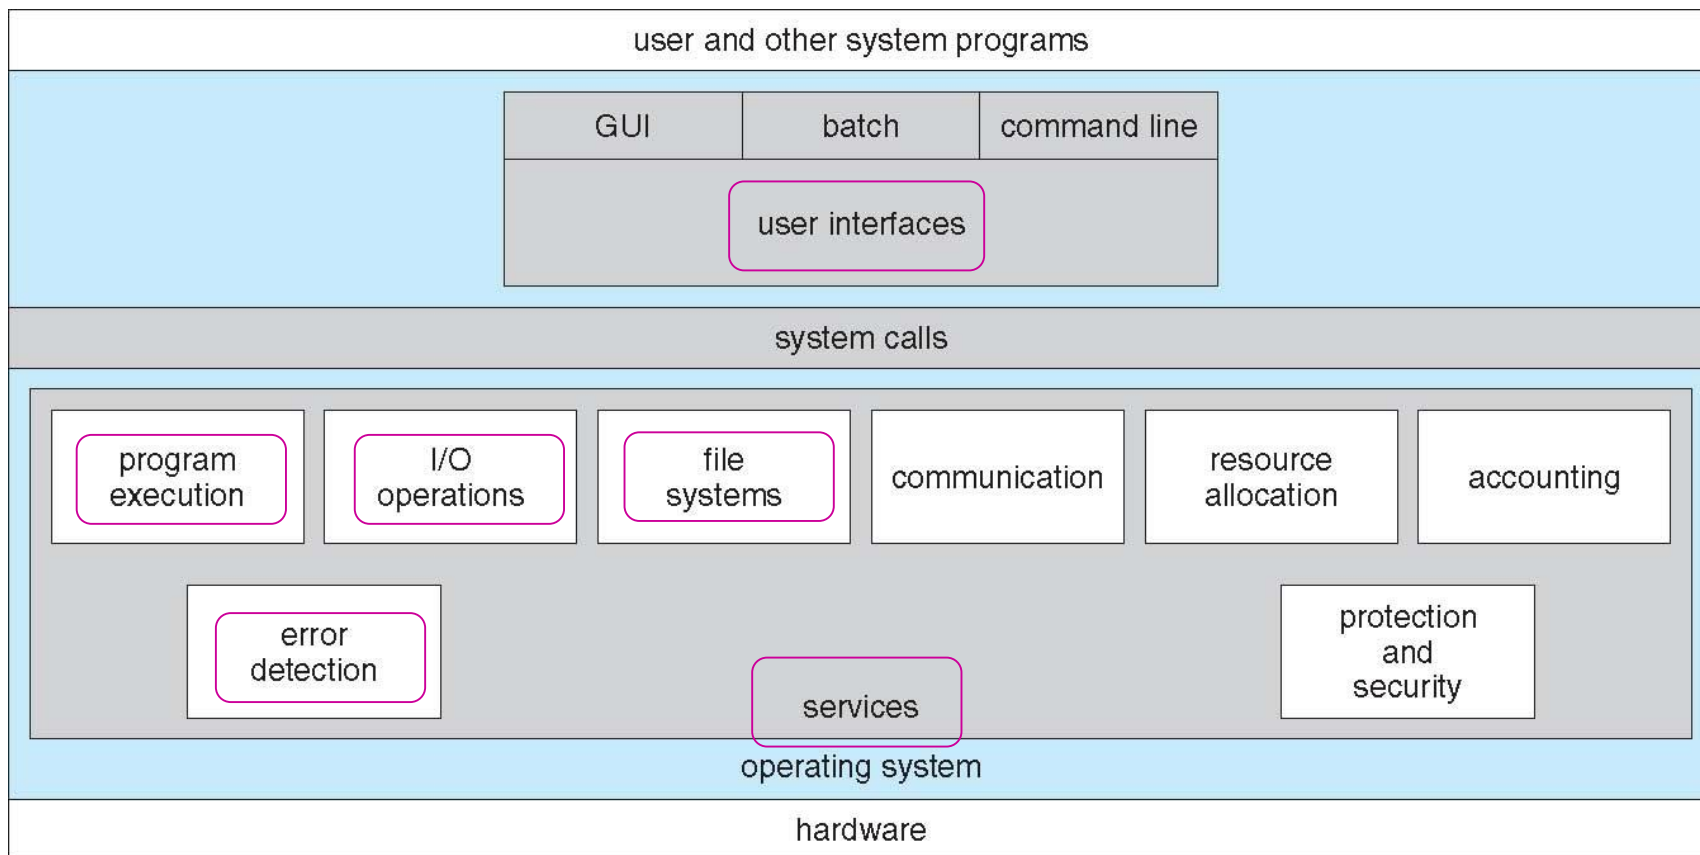 user and other system programs
GUI
batch
command line
user interfaces
system calls
program
execution
I/O
operations
file
systems
communication
resource
allocation
accounting
error
detection
protection
and
security
services
operating system
hardware